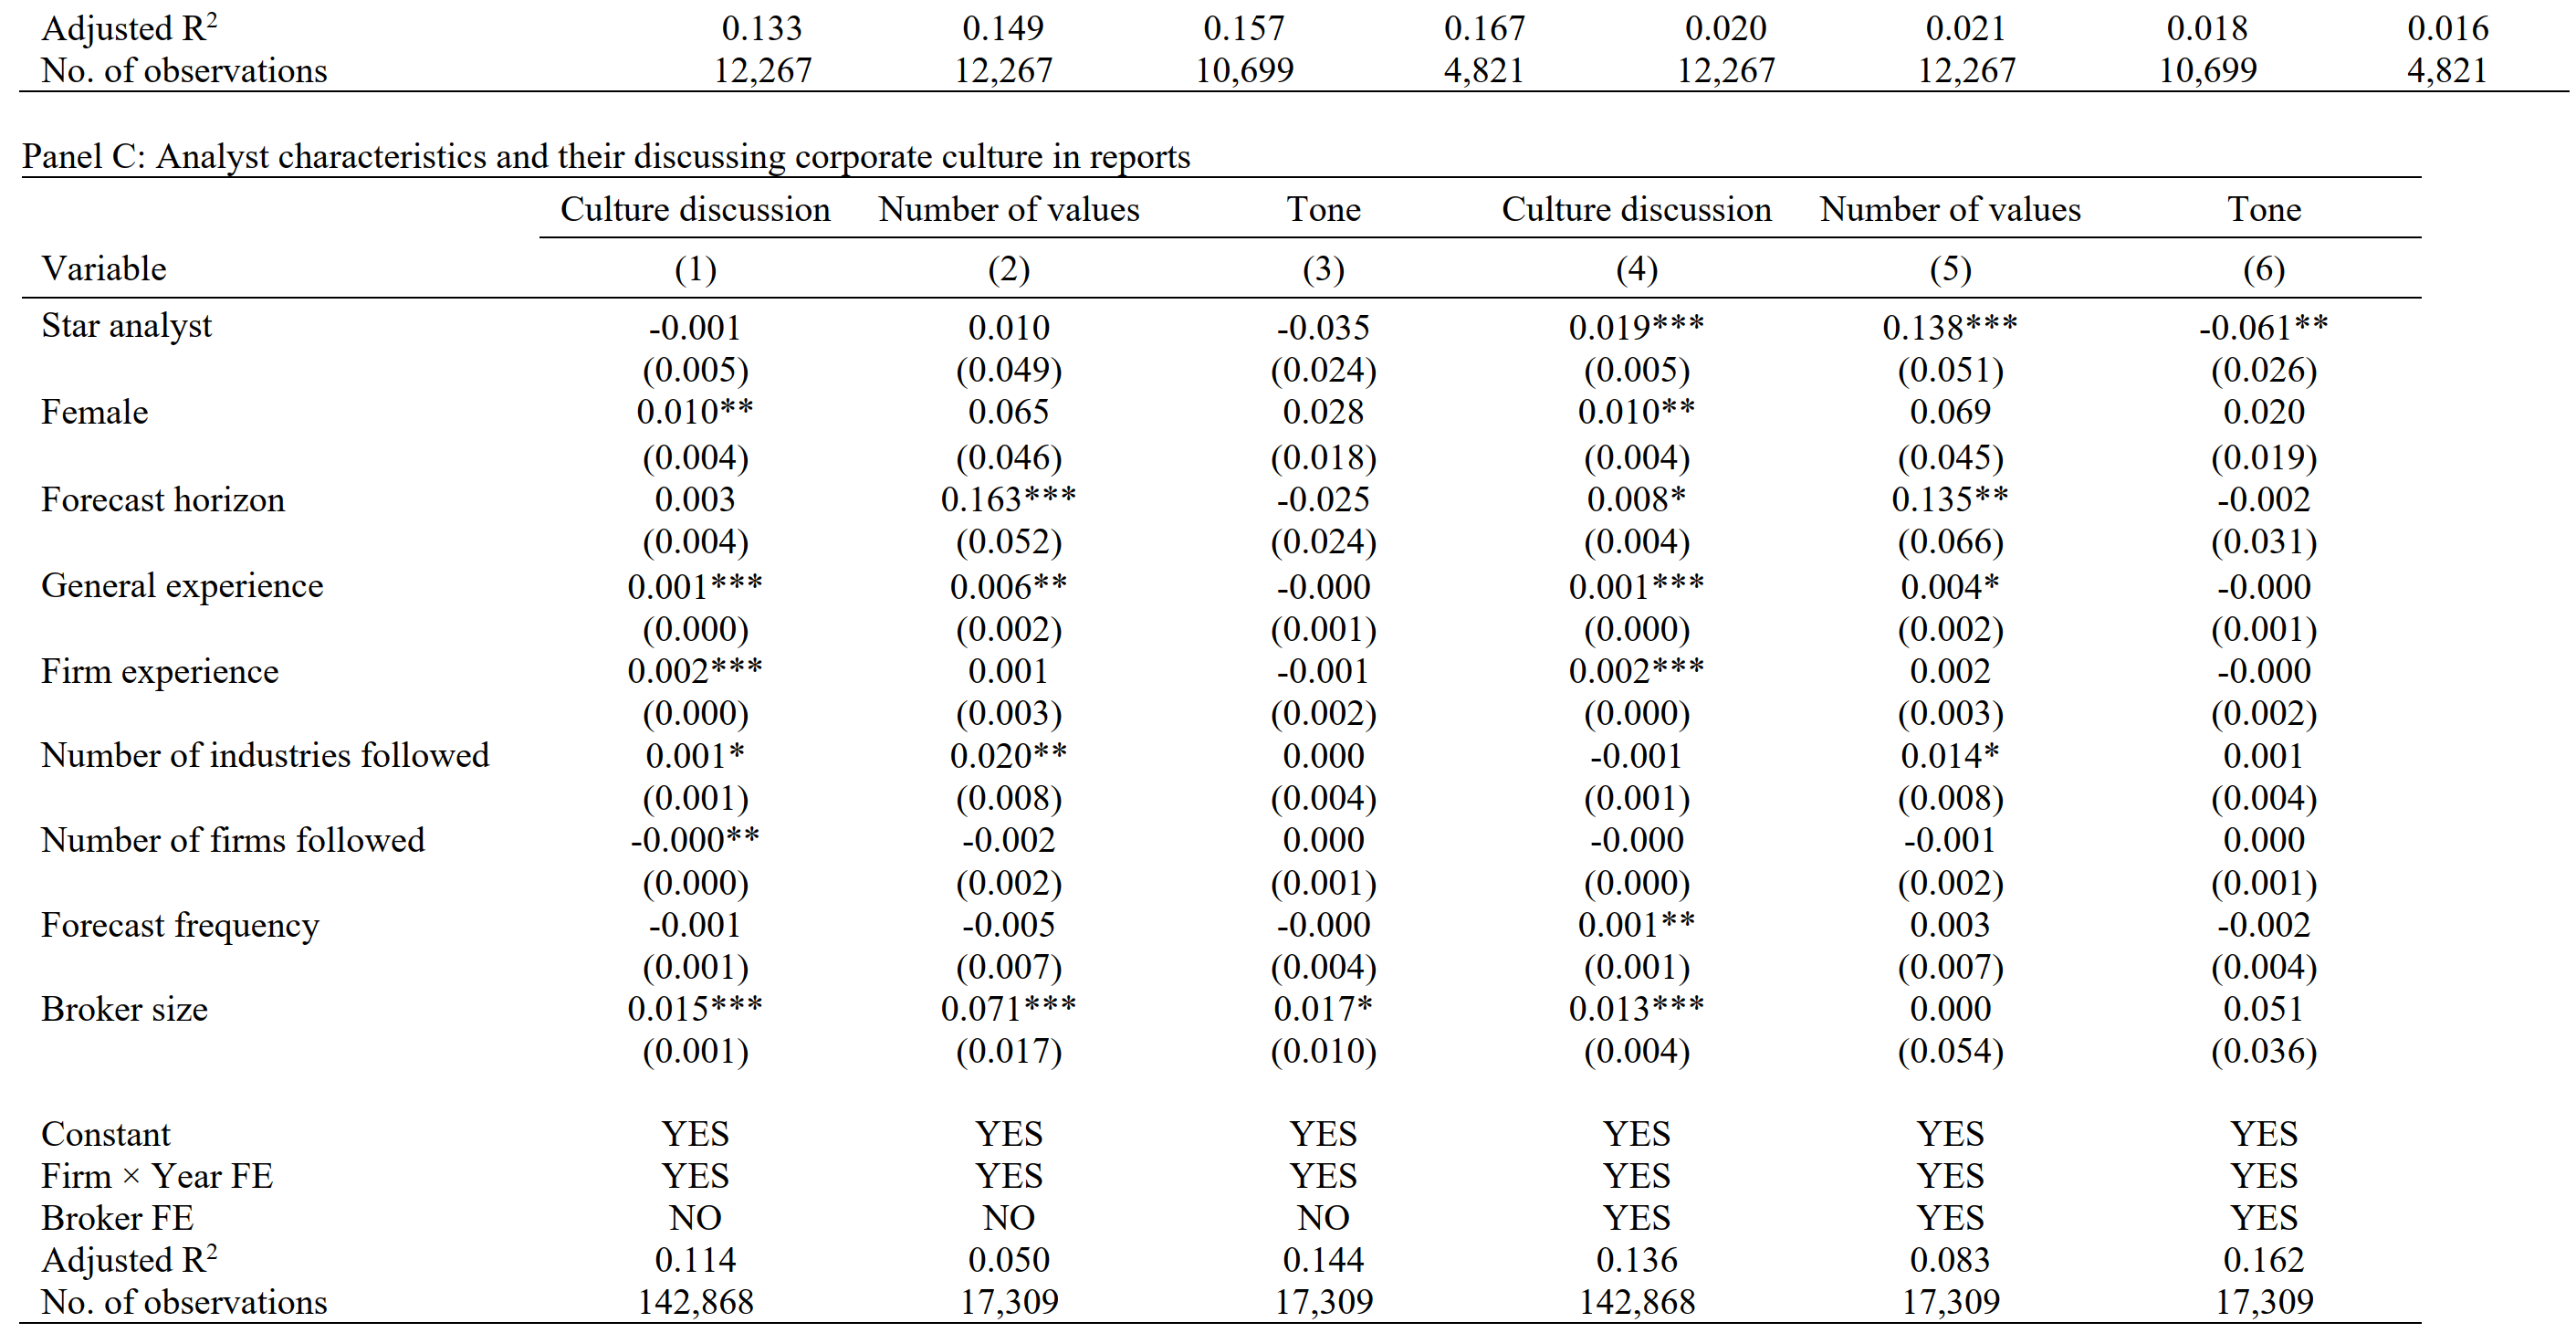 Adjusted R² 0.133 0.149 0.157 0.167 0.020 0.021 0.018 0.016
No. of observations 12,267 12,267 10,699 4,821 12,267 12,267 10,699 4,821
Panel C: Analyst characteristics and their discussing corporate culture in reports
Culture discussion Number of values Tone Culture discussion Number of values Tone
Variable (1) (2) (3) (4) (5) (6)
Star analyst -0.001 0.010 -0.035 0.019*** 0.138*** -0.061**
(0.005) (0.049) (0.024) (0.005) (0.051) (0.026)
Female 0.010** 0.065 0.028 0.010** 0.069 0.020
(0.004) (0.046) (0.018) (0.004) (0.045) (0.019)
Forecast horizon 0.003 0.163*** -0.025 0.008* 0.135** -0.002
(0.004) (0.052) (0.024) (0.004) (0.066) (0.031)
General experience 0.001*** 0.006** -0.000 0.001*** 0.004* -0.000
(0.000) (0.002) (0.001) (0.000) (0.002) (0.001)
Firm experience 0.002*** 0.001 -0.001 0.002*** 0.002 -0.000
(0.000) (0.003) (0.002) (0.000) (0.003) (0.002)
Number of industries followed 0.001* 0.020** 0.000 -0.001 0.014* 0.001
(0.001) (0.008) (0.004) (0.001) (0.008) (0.004)
Number of firms followed -0.000** -0.002 0.000 -0.000 -0.001 0.000
(0.000) (0.002) (0.001) (0.000) (0.002) (0.001)
Forecast frequency -0.001 -0.005 -0.000 0.001** 0.003 -0.002
(0.001) (0.007) (0.004) (0.001) (0.007) (0.004)
Broker size 0.015*** 0.071*** 0.017* 0.013*** 0.000 0.051
(0.001) (0.017) (0.010) (0.004) (0.054) (0.036)
Constant YES YES YES YES YES YES
Firm × Year FE YES YES YES YES YES YES
Broker FE NO NO NO YES YES YES
Adjusted R² 0.114 0.050 0.144 0.136 0.083 0.162
No. of observations 142,868 17,309 17,309 142,868 17,309 17,309